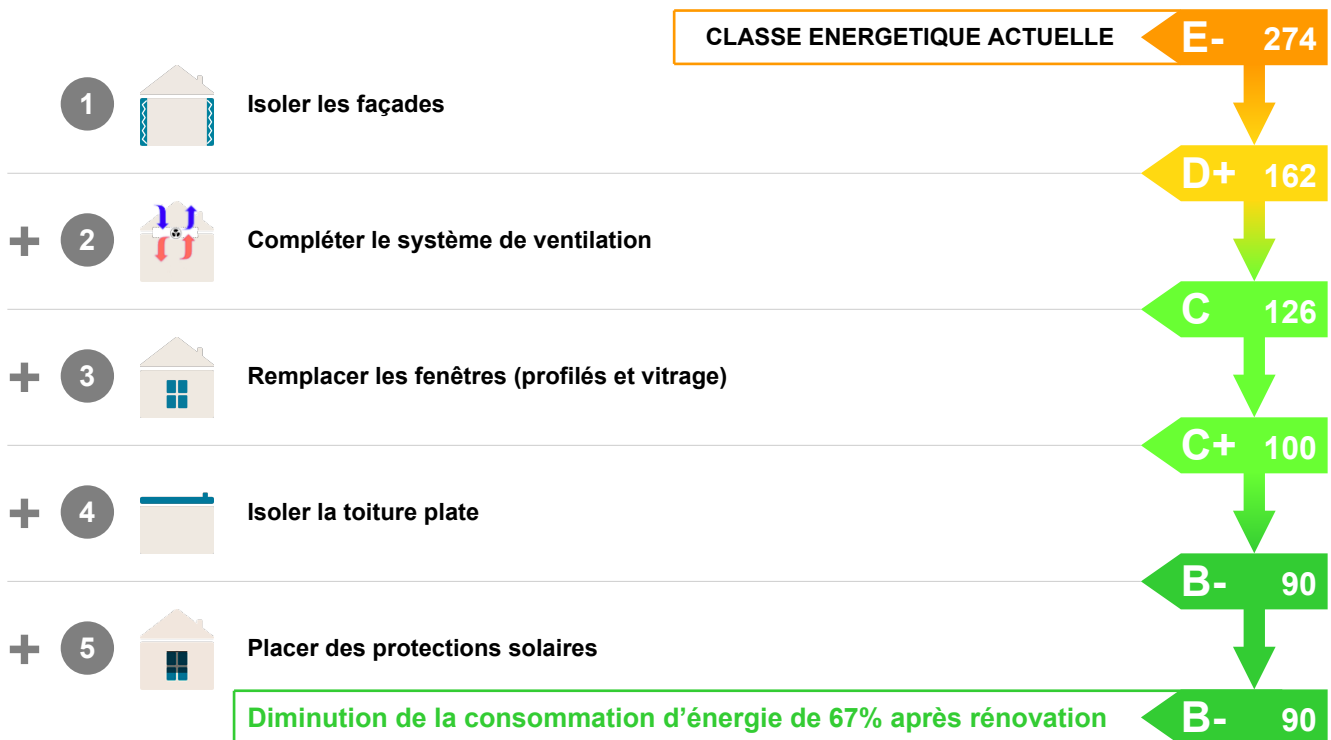 CLASSE ENERGETIQUE ACTUELLE E- 274
1 Isoler les façades
D+ 162
+ 2 Compléter le système de ventilation
C 126
+ 3 Remplacer les fenêtres (profilés et vitrage)
C+ 100
+ 4 Isoler la toiture plate
B- 90
+ 5 Placer des protections solaires
Diminution de la consommation d’énergie de 67% après rénovation B- 90